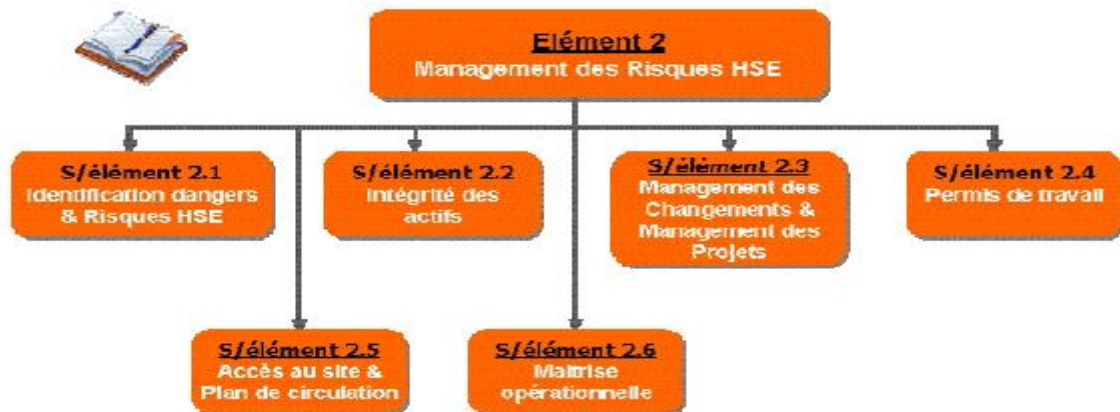 Elément 2
Management des Risques HSE
S/élément 2.1
Identification dangers
& Risques HSE
S/élément 2.2
Intégrité des
actifs
S/élément 2.3
Management des
Changements &
Management des
Projets
S/élément 2.4
Permis de travail
S/élément 2.5
Accès au site &
Plan de circulation
S/élément 2.6
Maîtrise
opérationnelle